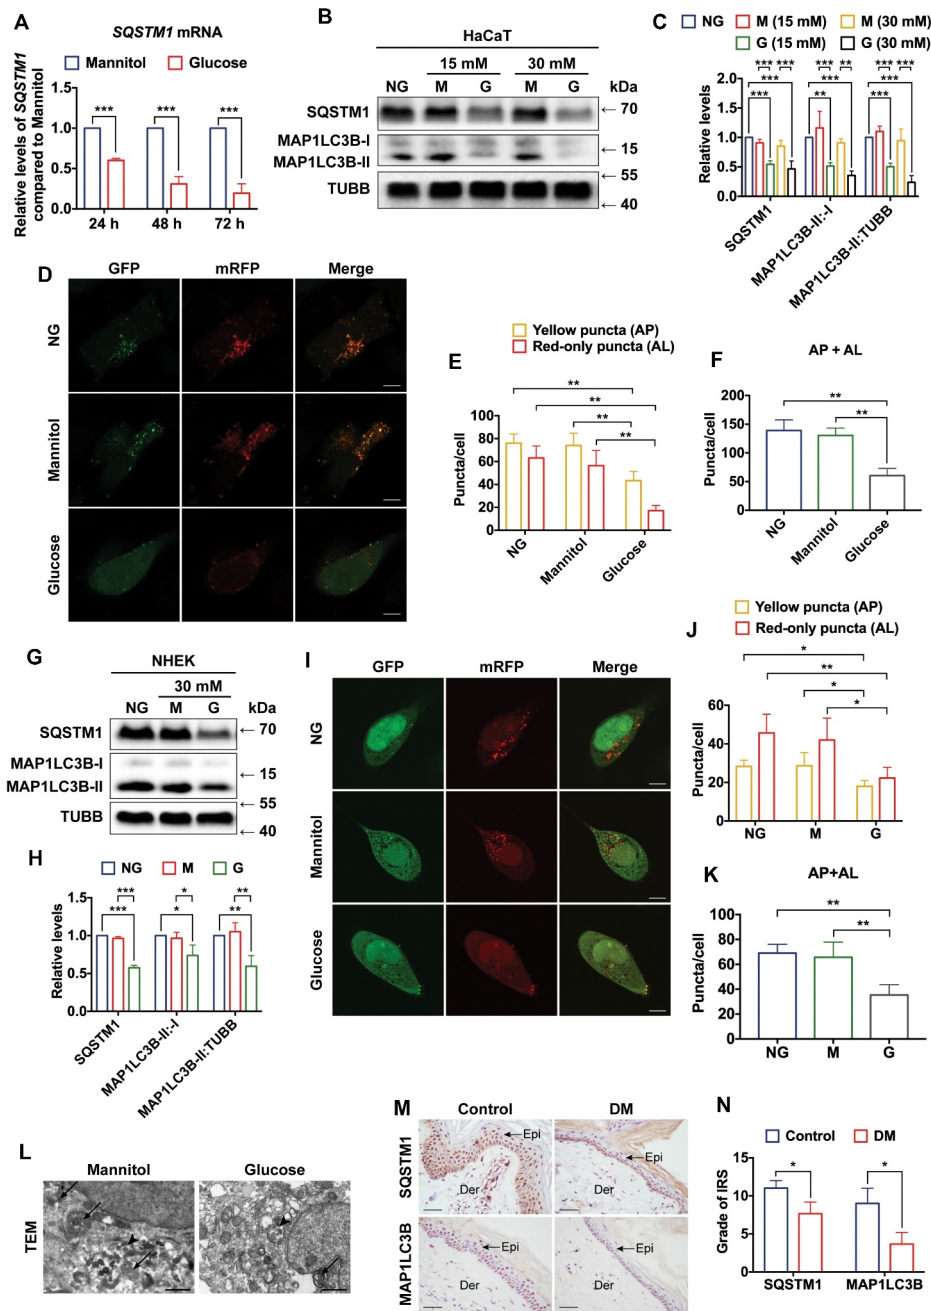 A
SQSTM1 mRNA
Mannitol Glucose
Relative levels of SQSTM1
compared to Mannitol
1.5
1.0
0.5
0.0
*** *** ***
24 h 48 h 72 h
B
HaCaT
15 mM 30 mM
NG M G M G kDa
SQSTM1 ← 70
MAP1LC3B-I
MAP1LC3B-II ← 15
← 55
TUBB
← 40
C
NG M (15 mM) M (30 mM)
G (15 mM) G (30 mM)
Relative levels
2.0
1.5
1.0
0.5
0.0
*** *** *** ** *** ***
*** *** ***
*** ** ***
SQSTM1
MAP1LC3B-II:-I
MAP1LC3B-II:TUBB
D
GFP mRFP Merge
NG
Mannitol
Glucose
E
Yellow puncta (AP)
Red-only puncta (AL)
Puncta/cell
100
80
60
40
20
0
**
**
**
**
NG Mannitol Glucose
F
AP + AL
Puncta/cell
200
150
100
50
0
**
**
NG Mannitol Glucose
G
NHEK
30 mM
NG M G kDa
SQSTM1 ← 70
MAP1LC3B-I
← 15
MAP1LC3B-II
← 55
TUBB
← 40
H
NG M G
Relative levels
1.5
1.0
0.5
0.0
*** * **
*** * **
SQSTM1
MAP1LC3B-II:-I
MAP1LC3B-II:TUBB
I
GFP mRFP Merge
NG
Mannitol
Glucose
J
Yellow puncta (AP)
Red-only puncta (AL)
Puncta/cell
60
40
20
0
*
**
*
*
NG M G
K
AP+AL
Puncta/cell
100
80
60
40
20
0
**
**
NG M G
L
Mannitol Glucose
TEM
M
Control DM
SQSTM1
Epi Epi
Der Der
MAP1LC3B
Epi Epi
Der Der
N
Control DM
Grade of IRS
15
10
5
0
* *
SQSTM1 MAP1LC3B